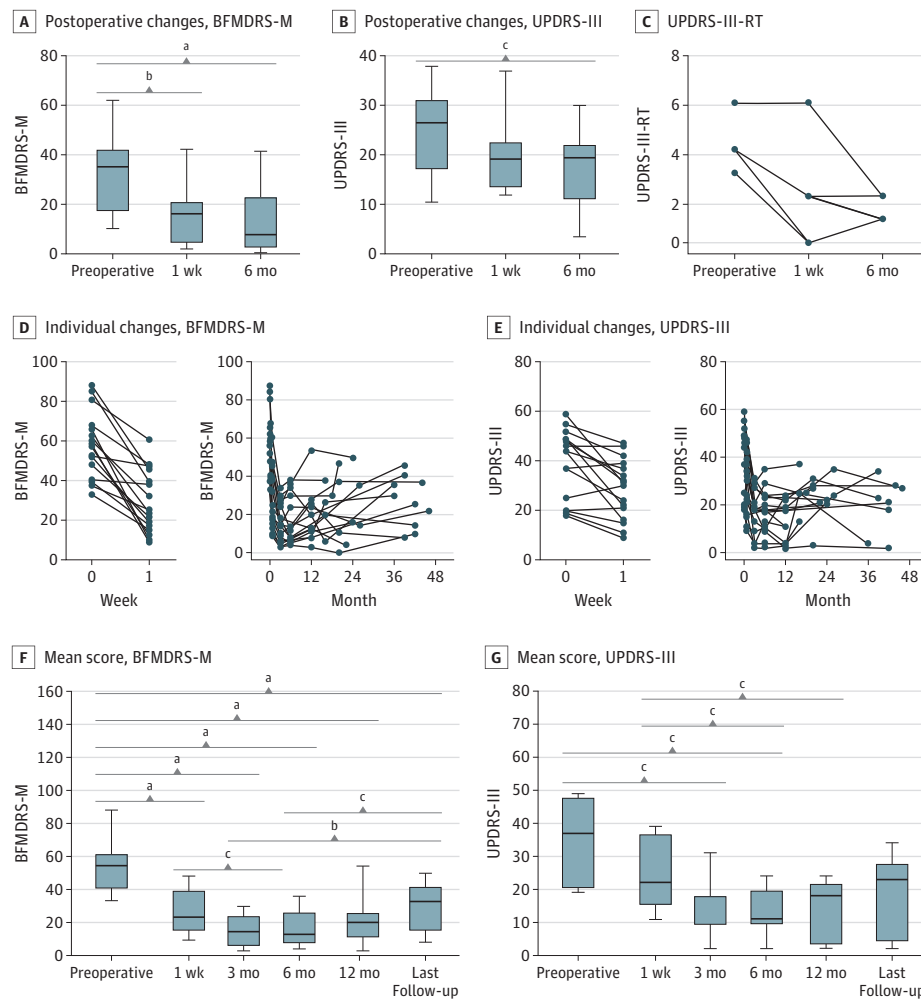 A Postoperative changes, BFMDRS-M
80
60
40
20
0
BFMDRS-M
a
b
Preoperative 1 wk 6 mo
B Postoperative changes, UPDRS-III
40
30
20
10
0
UPDRS-III
c
Preoperative 1 wk 6 mo
C UPDRS-III-RT
8
6
4
2
0
UPDRS-III-RT
Preoperative 1 wk 6 mo
D Individual changes, BFMDRS-M
100
80
60
40
20
0
BFMDRS-M
0 1
Week
100
80
60
40
20
0
BFMDRS-M
0 12 24 36 48
Month
E Individual changes, UPDRS-III
80
60
40
20
0
UPDRS-III
0 1
Week
80
60
40
20
0
UPDRS-III
0 12 24 36 48
Month
F Mean score, BFMDRS-M
160
140
120
100
80
60
40
20
0
BFMDRS-M
a
a
a
a
a
c
b
c
Preoperative 1 wk 3 mo 6 mo 12 mo Last
Follow-up
G Mean score, UPDRS-III
80
70
60
50
40
30
20
10
0
UPDRS-III
c
c
c
c
Preoperative 1 wk 3 mo 6 mo 12 mo Last
Follow-up